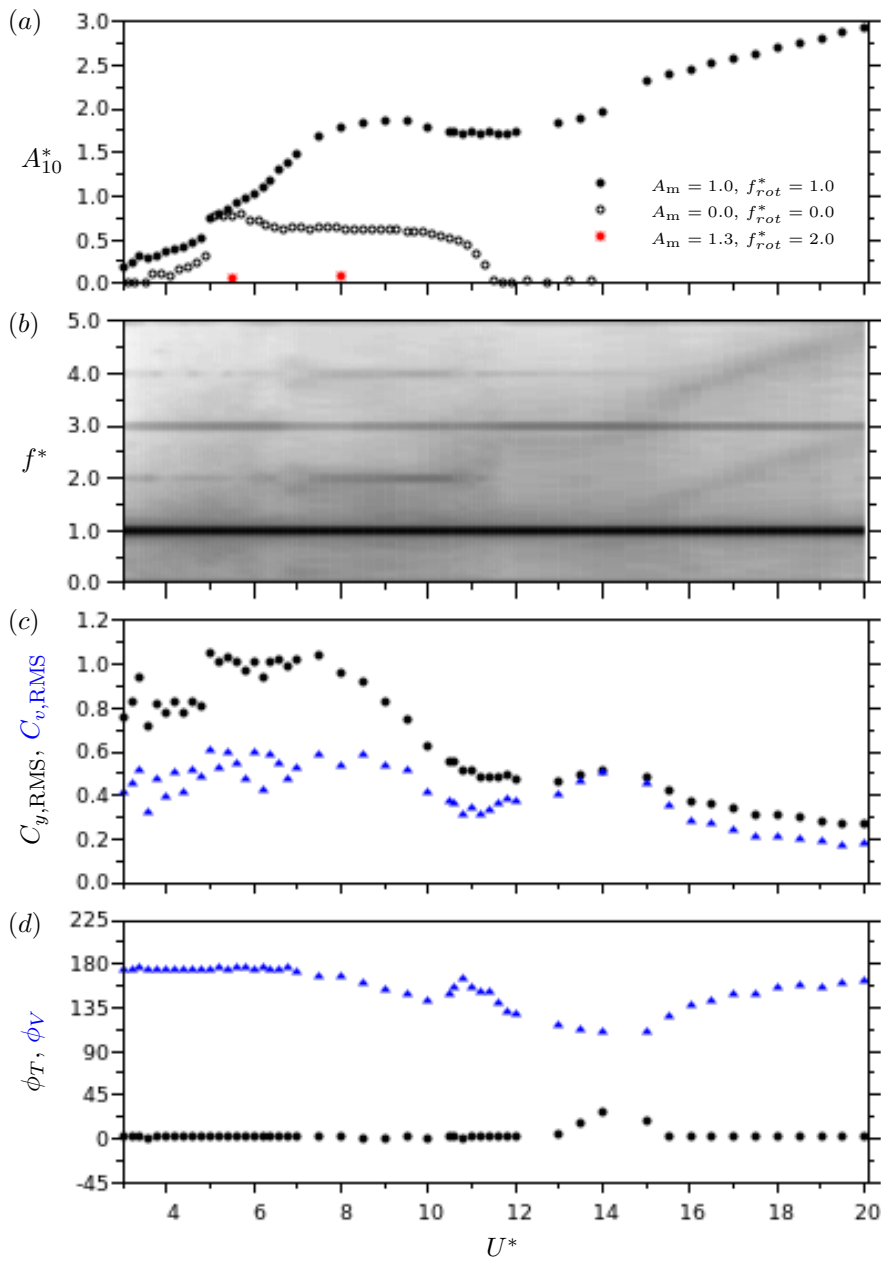 (a)
3.0
2.5
2.0
1.5
1.0
0.5
0.0
A*10
Am = 1.0, f*rot = 1.0
Am = 0.0, f*rot = 0.0
Am = 1.3, f*rot = 2.0
(b)
5.0
4.0
3.0
2.0
1.0
0.0
f*
(c)
1.2
1.0
0.8
0.6
0.4
0.2
0.0
Cy,RMS, Cv,RMS
(d)
225
180
135
90
45
0
-45
ϕT, ϕV
4 6 8 10 12 14 16 18 20
U*